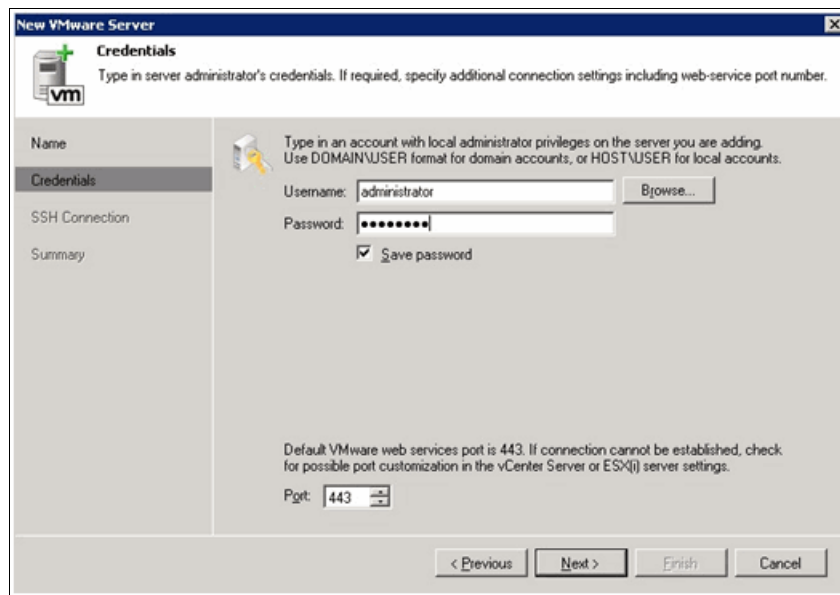 New VMware Server
Credentials
Type in server administrator's credentials. If required, specify additional connection settings including web-service port number.
vm
Name
Credentials
SSH Connection
Summary
Type in an account with local administrator privileges on the server you are adding.
Use DOMAIN\USER format for domain accounts, or HOST\USER for local accounts.
Username: administrator Browse...
Password: ●●●●●●●●
Save password
Default VMware web services port is 443. If connection cannot be established, check
for possible port customization in the vCenter Server or ESX(i) server settings.
Port: 443
< Previous Next > Finish Cancel